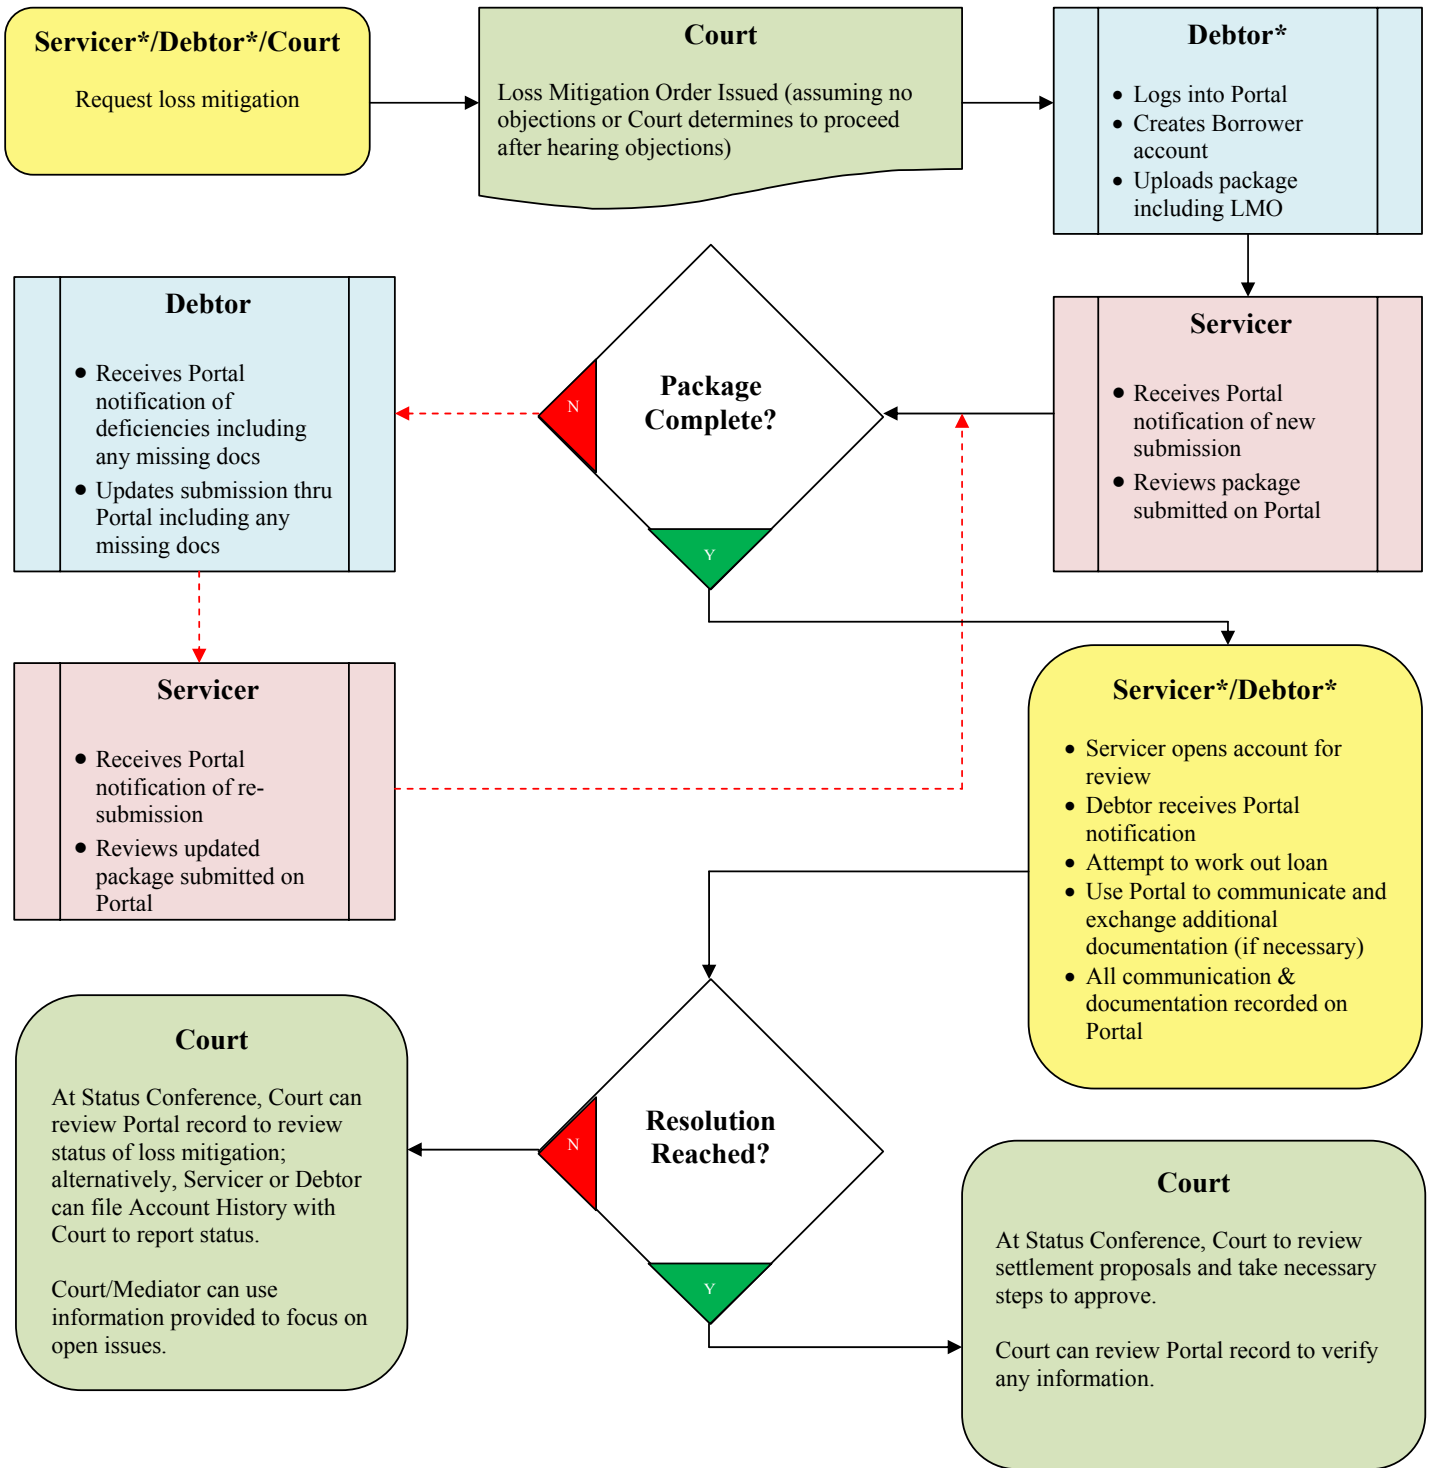 Servicer*/Debtor*/Court
Request loss mitigation
Court
Loss Mitigation Order Issued (assuming no
objections or Court determines to proceed
after hearing objections)
Debtor*
• Logs into Portal
• Creates Borrower
account
• Uploads package
including LMO
Debtor
• Receives Portal
notification of
deficiencies including
any missing docs
• Updates submission thru
Portal including any
missing docs
Package
Complete?
N
Y
Servicer
• Receives Portal
notification of new
submission
• Reviews package
submitted on Portal
Servicer
• Receives Portal
notification of re-
submission
• Reviews updated
package submitted on
Portal
Servicer*/Debtor*
• Servicer opens account for
review
• Debtor receives Portal
notification
• Attempt to work out loan
• Use Portal to communicate and
exchange additional
documentation (if necessary)
• All communication &
documentation recorded on
Portal
Court
At Status Conference, Court can
review Portal record to review
status of loss mitigation;
alternatively, Servicer or Debtor
can file Account History with
Court to report status.
Court/Mediator can use
information provided to focus on
open issues.
Resolution
Reached?
N
Y
Court
At Status Conference, Court to review
settlement proposals and take necessary
steps to approve.
Court can review Portal record to verify
any information.